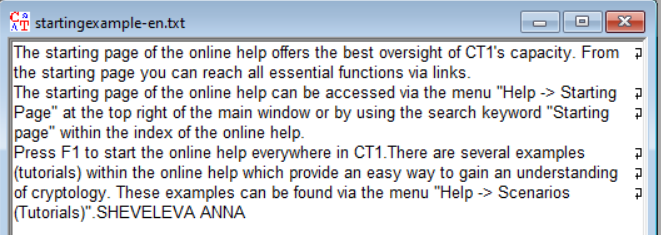 startingexample-en.txt
The starting page of the online help offers the best oversight of CT1's capacity. From
the starting page you can reach all essential functions via links.
The starting page of the online help can be accessed via the menu "Help -> Starting
Page" at the top right of the main window or by using the search keyword "Starting
page" within the index of the online help.
Press F1 to start the online help everywhere in CT1.There are several examples
(tutorials) within the online help which provide an easy way to gain an understanding
of cryptology. These examples can be found via the menu "Help -> Scenarios
(Tutorials)".SHEVELEVA ANNA